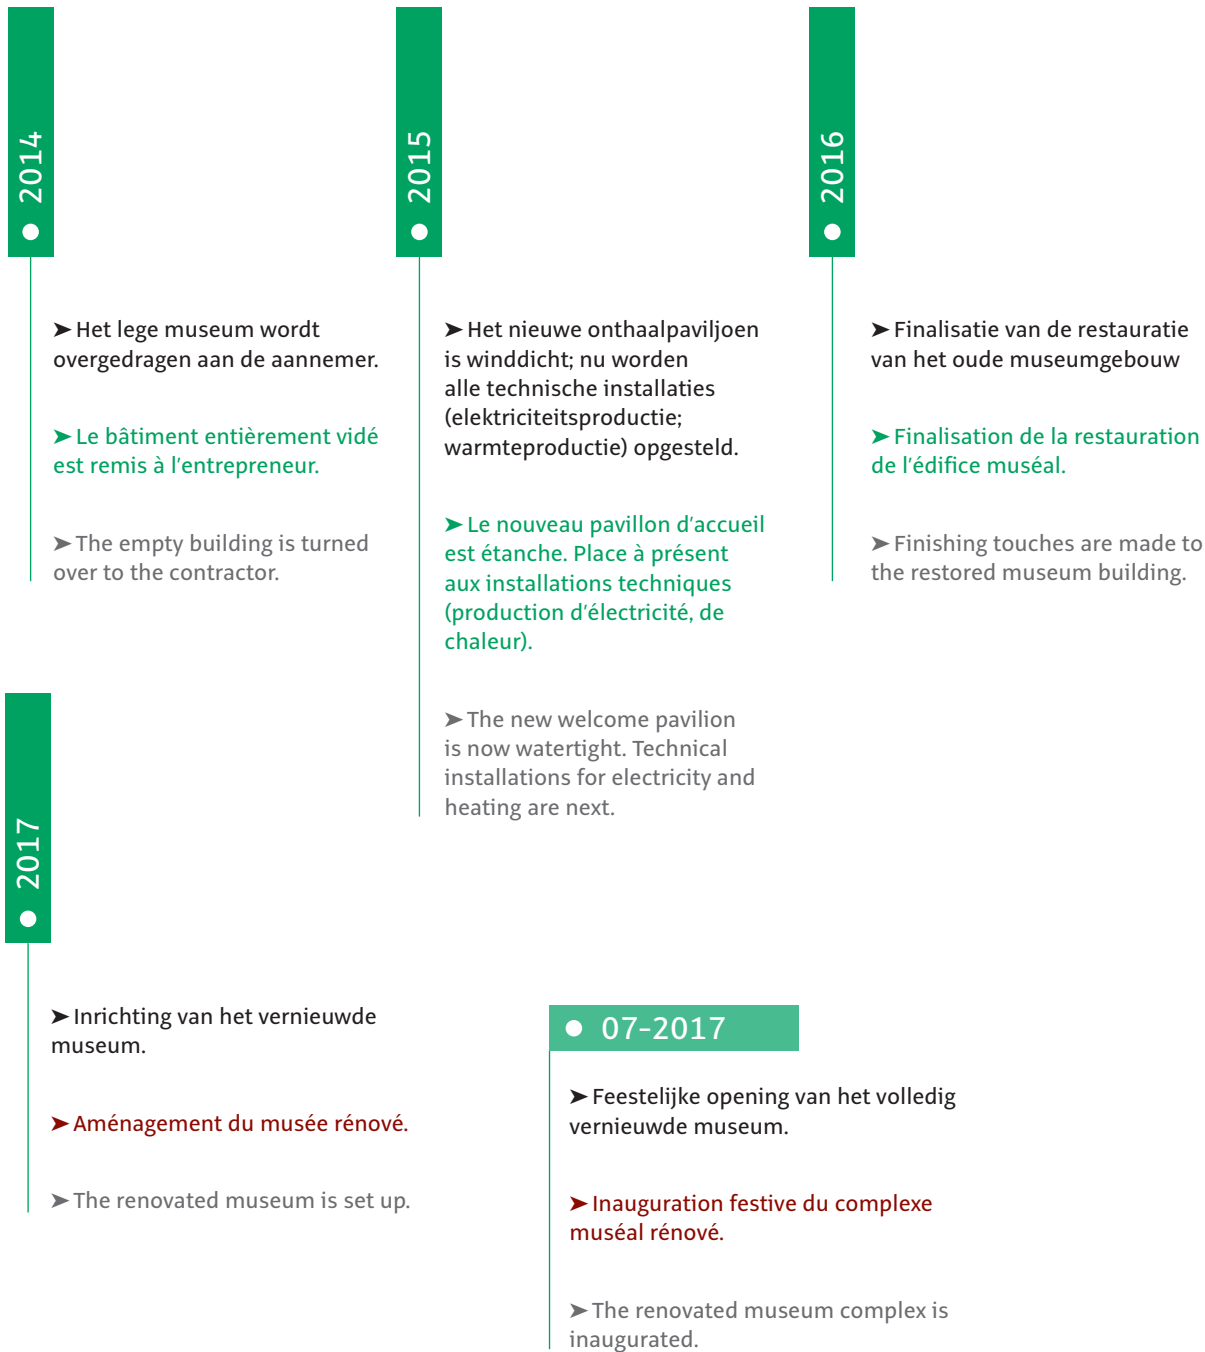 2014
➤ Het lege museum wordt
overgedragen aan de aannemer.
➤ Le bâtiment entièrement vidé
est remis à l'entrepreneur.
➤ The empty building is turned
over to the contractor.
2015
➤ Het nieuwe onthaalpaviljoen
is winddicht; nu worden
alle technische installaties
(elektriciteitsproductie;
warmteproductie) opgesteld.
➤ Le nouveau pavillon d'accueil
est étanche. Place à présent
aux installations techniques
(production d'électricité, de
chaleur).
➤ The new welcome pavilion
is now watertight. Technical
installations for electricity and
heating are next.
2016
➤ Finalisatie van de restauratie
van het oude museumgebouw
➤ Finalisation de la restauration
de l'édifice muséal.
➤ Finishing touches are made to
the restored museum building.
2017
➤ Inrichting van het vernieuwde
museum.
➤ Aménagement du musée rénové.
➤ The renovated museum is set up.
07-2017
➤ Feestelijke opening van het volledig
vernieuwde museum.
➤ Inauguration festive du complexe
muséal rénové.
➤ The renovated museum complex is
inaugurated.